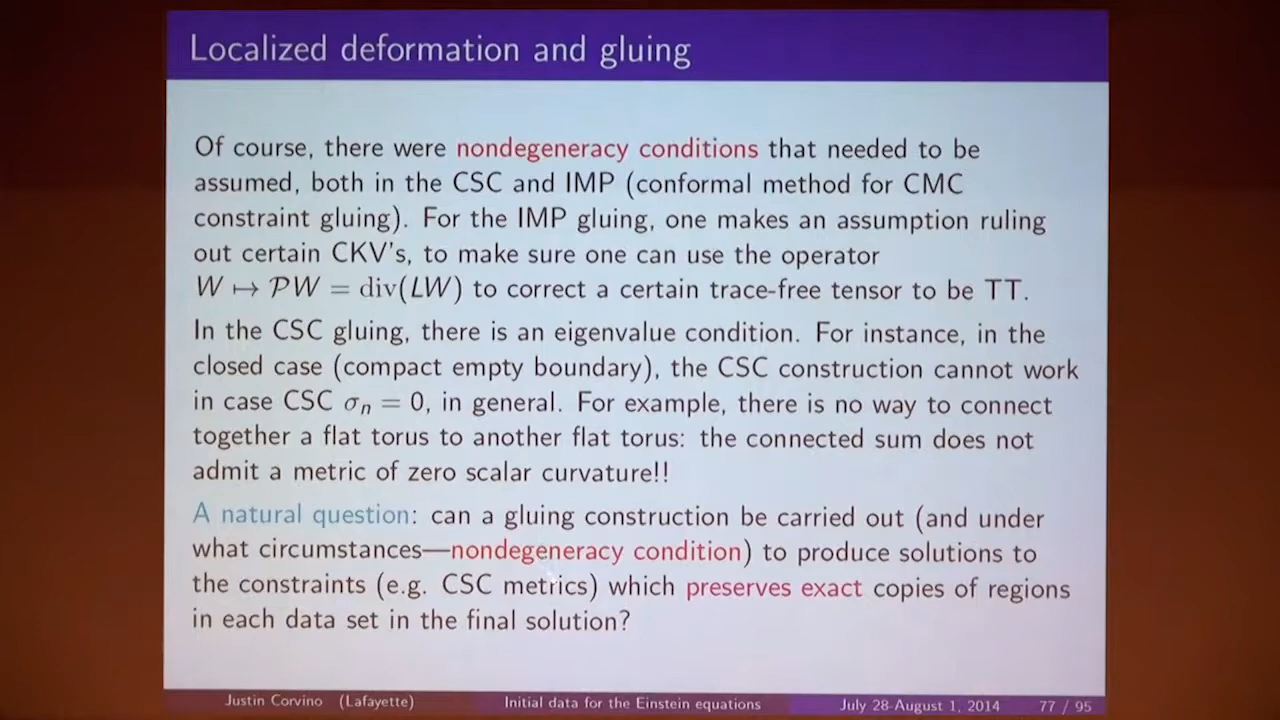 Localized deformation and gluing
Of course, there were nondegeneracy conditions that needed to be
assumed, both in the CSC and IMP (conformal method for CMC
constraint gluing). For the IMP gluing, one makes an assumption ruling
out certain CKV's, to make sure one can use the operator
W ↦ 𝒫W = div(LW) to correct a certain trace-free tensor to be TT.
In the CSC gluing, there is an eigenvalue condition. For instance, in the
closed case (compact empty boundary), the CSC construction cannot work
in case CSC σₙ = 0, in general. For example, there is no way to connect
together a flat torus to another flat torus: the connected sum does not
admit a metric of zero scalar curvature!!
A natural question: can a gluing construction be carried out (and under
what circumstances—nondegeneracy condition) to produce solutions to
the constraints (e.g. CSC metrics) which preserves exact copies of regions
in each data set in the final solution?
Justin Corvino (Lafayette) Initial data for the Einstein equations July 28-August 1, 2014 77 / 95